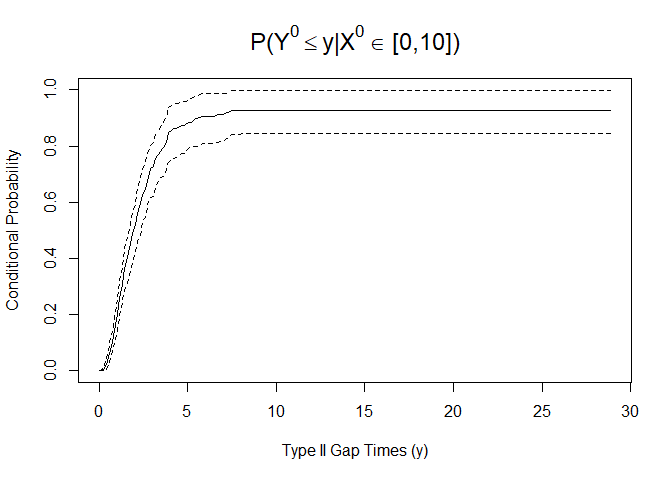 P(Y⁰ ≤ y|X⁰ ∈ [0,10])
Conditional Probability
1.0
0.8
0.6
0.4
0.2
0.0
0 5 10 15 20 25 30
Type II Gap Times (y)